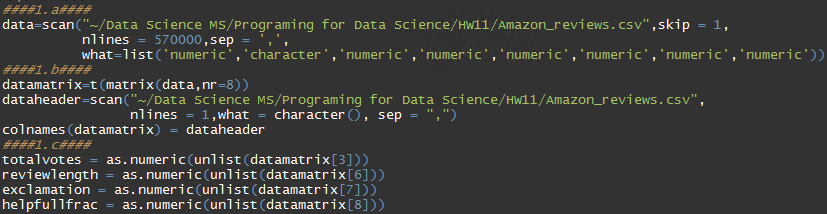 ####1.a####
data=scan("~/Data Science MS/Programing for Data Science/HW11/Amazon_reviews.csv",skip = 1,
nlines = 570000,sep = ',',
what=list('numeric','character','numeric','numeric','numeric','numeric','numeric','numeric'))
####1.b####
datamatrix=t(matrix(data,nr=8))
dataheader=scan("~/Data Science MS/Programing for Data Science/HW11/Amazon_reviews.csv",
nlines = 1,what = character(), sep = ",")
colnames(datamatrix) = dataheader
####1.c####
totalvotes = as.numeric(unlist(datamatrix[3]))
reviewlength = as.numeric(unlist(datamatrix[6]))
exclamation = as.numeric(unlist(datamatrix[7]))
helpfullfrac = as.numeric(unlist(datamatrix[8]))